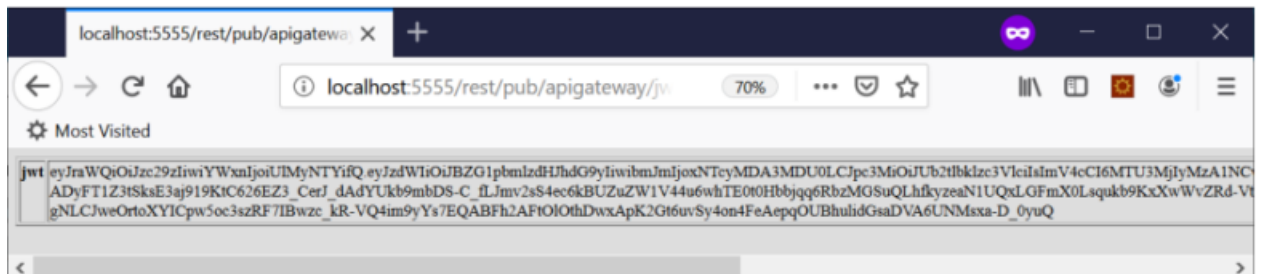 localhost:5555/rest/pub/apigatewa
localhost:5555/rest/pub/apigateway/jw 70%
Most Visited
jwt eyJraWQiOiJzc29zIiwiYWxnIjoiUlMyNTYifQ.eyJzdWIiOiJBZG1pbmlzdHJhdG9yIiwibmJmIjoxNTcyMDA3MDU0LCJpc3MiOiJUb2tlbklzc3VlciIsImV4cCI6MTU3MjIyMzA1NC
ADyFT1Z3tSksE3aj919KtC626EZ3_CerJ_dAdYUkb9mbDS-C_fLJmv2sS4ec6kBUZuZW1V44u6whTE0t0Hbbjqq6RbzMGSuQLhfkyzeaN1UQxLGFmX0Lsqukb9KxXwWvZRd-Vt
gNLCJweOrtoXYICpw5oc3szRF7IBwzc_kR-VQ4im9yYs7EQABFh2AFtOlOthDwxApK2Gt6uvSy4on4FeAepqOUBhulidGsaDVA6UNMsxa-D_0yuQ